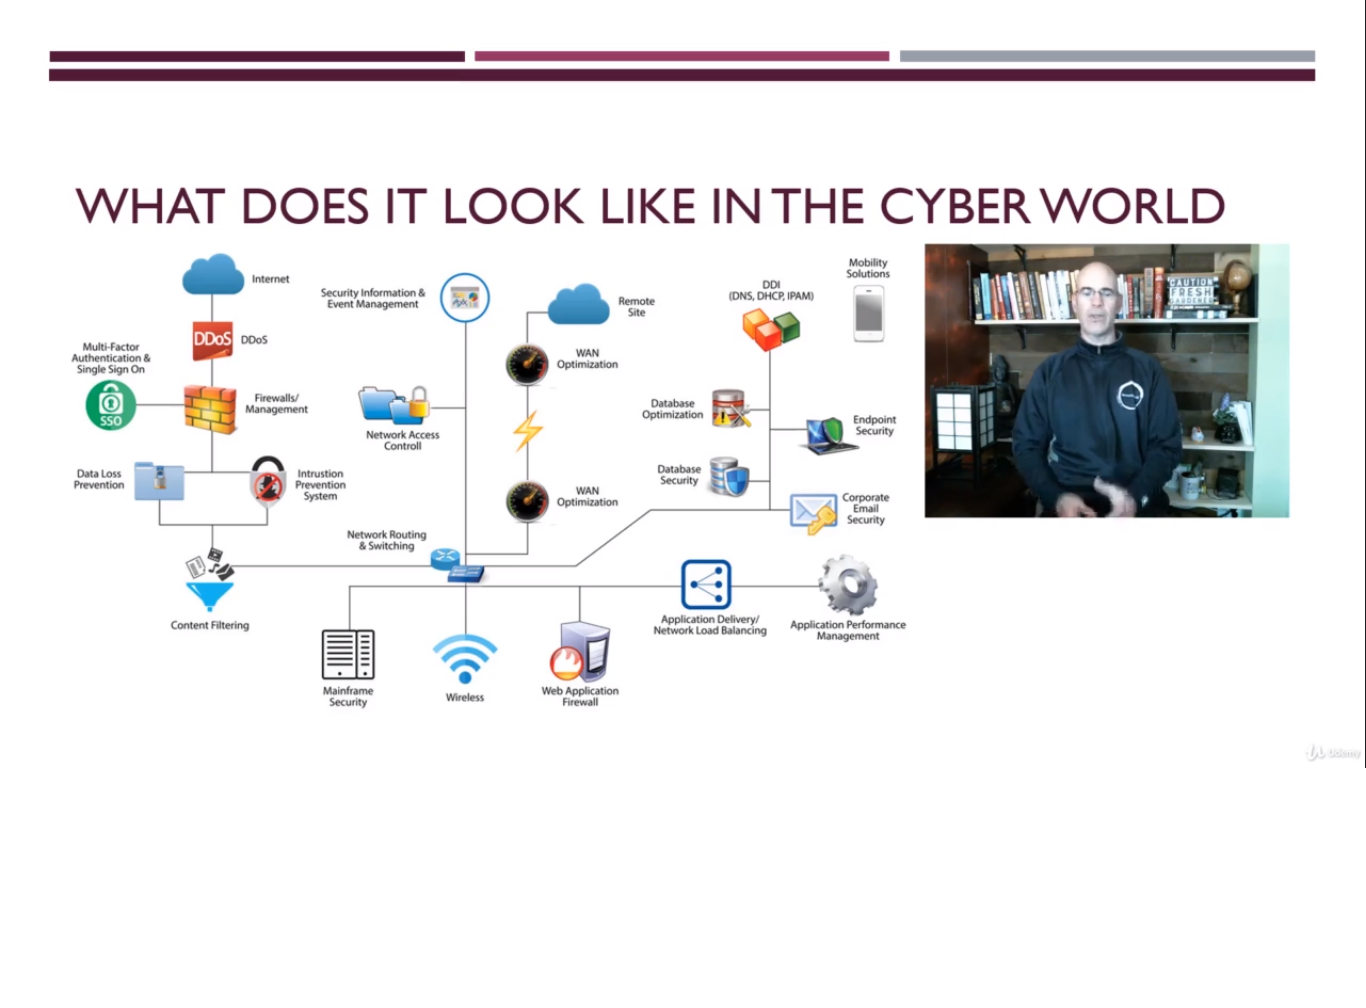 WHAT DOES IT LOOK LIKE IN THE CYBER WORLD
Internet
DDoS
DDoS
Multi-Factor
Authentication &
Single Sign On
SSO
Firewalls/
Management
Data Loss
Prevention
Intrustion
Prevention
System
Content Filtering
Security Information &
Event Management
Network Access
Controll
Network Routing
& Switching
Remote
Site
WAN
Optimization
WAN
Optimization
DDI
(DNS, DHCP, IPAM)
Mobility
Solutions
Database
Optimization
Endpoint
Security
Database
Security
Corporate
Email
Security
Application Delivery/
Network Load Balancing
Application Performance
Management
Mainframe
Security
Wireless
Web Application
Firewall
CAUTION
FRESH
GARDENER
Udemy